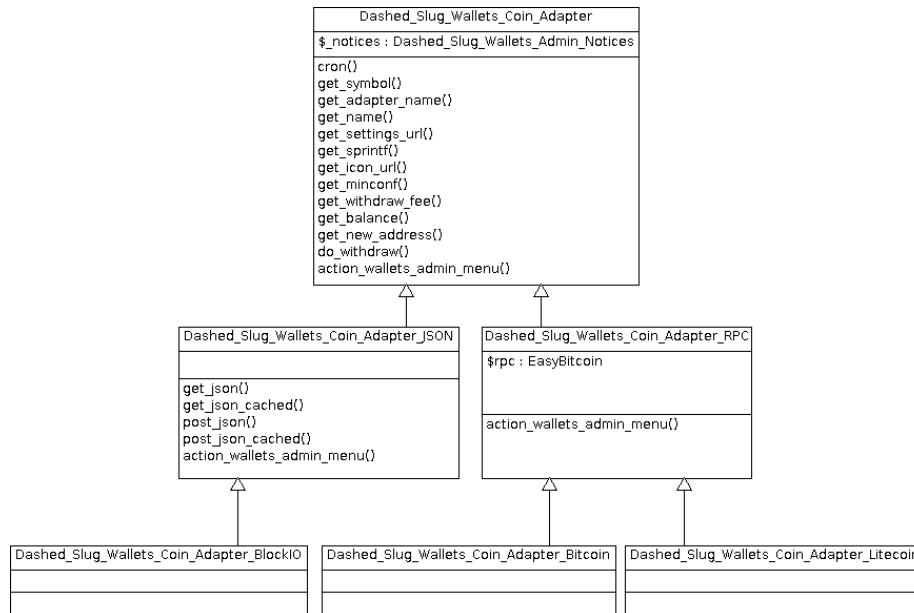 Dashed_Slug_Wallets_Coin_Adapter
$_notices : Dashed_Slug_Wallets_Admin_Notices
cron()
get_symbol()
get_adapter_name()
get_name()
get_settings_url()
get_sprintf()
get_icon_url()
get_minconf()
get_withdraw_fee()
get_balance()
get_new_address()
do_withdraw()
action_wallets_admin_menu()
Dashed_Slug_Wallets_Coin_Adapter_JSON
get_json()
get_json_cached()
post_json()
post_json_cached()
action_wallets_admin_menu()
Dashed_Slug_Wallets_Coin_Adapter_RPC
$rpc : EasyBitcoin
action_wallets_admin_menu()
Dashed_Slug_Wallets_Coin_Adapter_BlockIO
Dashed_Slug_Wallets_Coin_Adapter_Bitcoin
Dashed_Slug_Wallets_Coin_Adapter_Litecoin